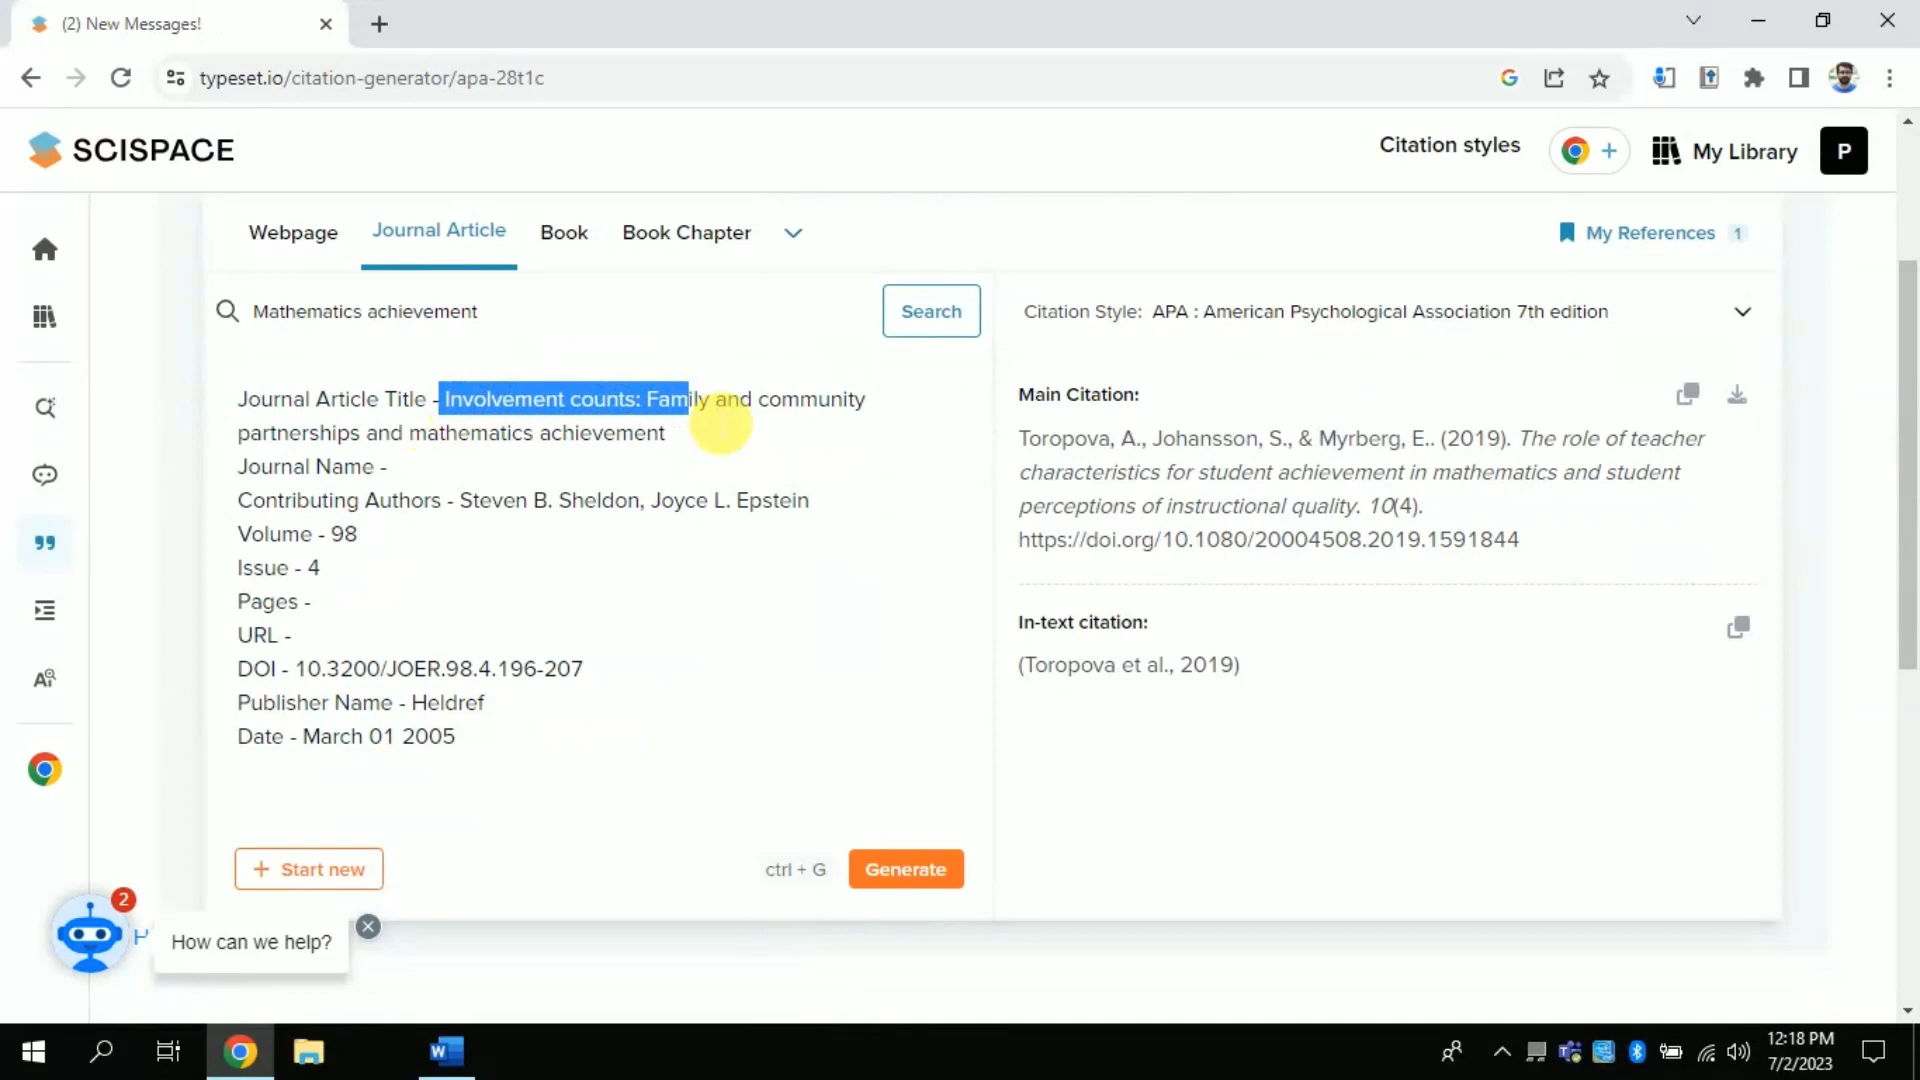 (2) New Messages!
typeset.io/citation-generator/apa-28t1c
SCISPACE
Citation styles
My Library
P
Webpage
Journal Article
Book
Book Chapter
My References 1
Mathematics achievement
Search
Citation Style: APA : American Psychological Association 7th edition
Journal Article Title - Involvement counts: Family and community
partnerships and mathematics achievement
Journal Name -
Contributing Authors - Steven B. Sheldon, Joyce L. Epstein
Volume - 98
Issue - 4
Pages -
URL -
DOI - 10.3200/JOER.98.4.196-207
Publisher Name - Heldref
Date - March 01 2005
Start new
ctrl + G
Generate
Main Citation:
Toropova, A., Johansson, S., & Myrberg, E.. (2019). The role of teacher
characteristics for student achievement in mathematics and student
perceptions of instructional quality. 10(4).
https://doi.org/10.1080/20004508.2019.1591844
In-text citation:
(Toropova et al., 2019)
2
How can we help?
12:18 PM
7/2/2023